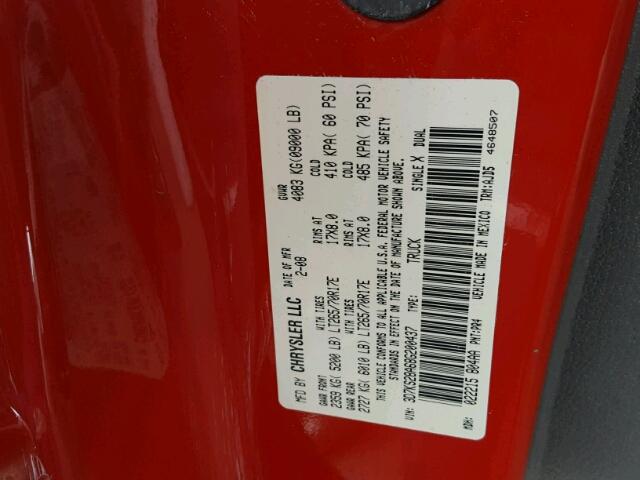 CHRYSLER LLC DATE OF MFR GVWR
2-08 4083 KG(09000 LB)
GAWR FRONT WITH TIRES RIMS AT COLD
2359 KG( 5200 LB) LT265/70R17E 17X8.0 410 KPA( 60 PSI)
GAWR REAR WITH TIRES RIMS AT COLD
2727 KG( 6010 LB) LT265/70R17E 17X8.0 485 KPA( 70 PSI)
THIS VEHICLE CONFORMS TO ALL APPLICABLE U.S.A. FEDERAL MOTOR VEHICLE SAFETY
STANDARDS IN EFFECT ON THE DATE OF MANUFACTURE SHOWN ABOVE.
VIN: TYPE: TRUCK SINGLE X DUAL
MDH: 022215 B04AA PNT:PR4 VEHICLE MADE IN MEXICO TRM:AJD5 4648507